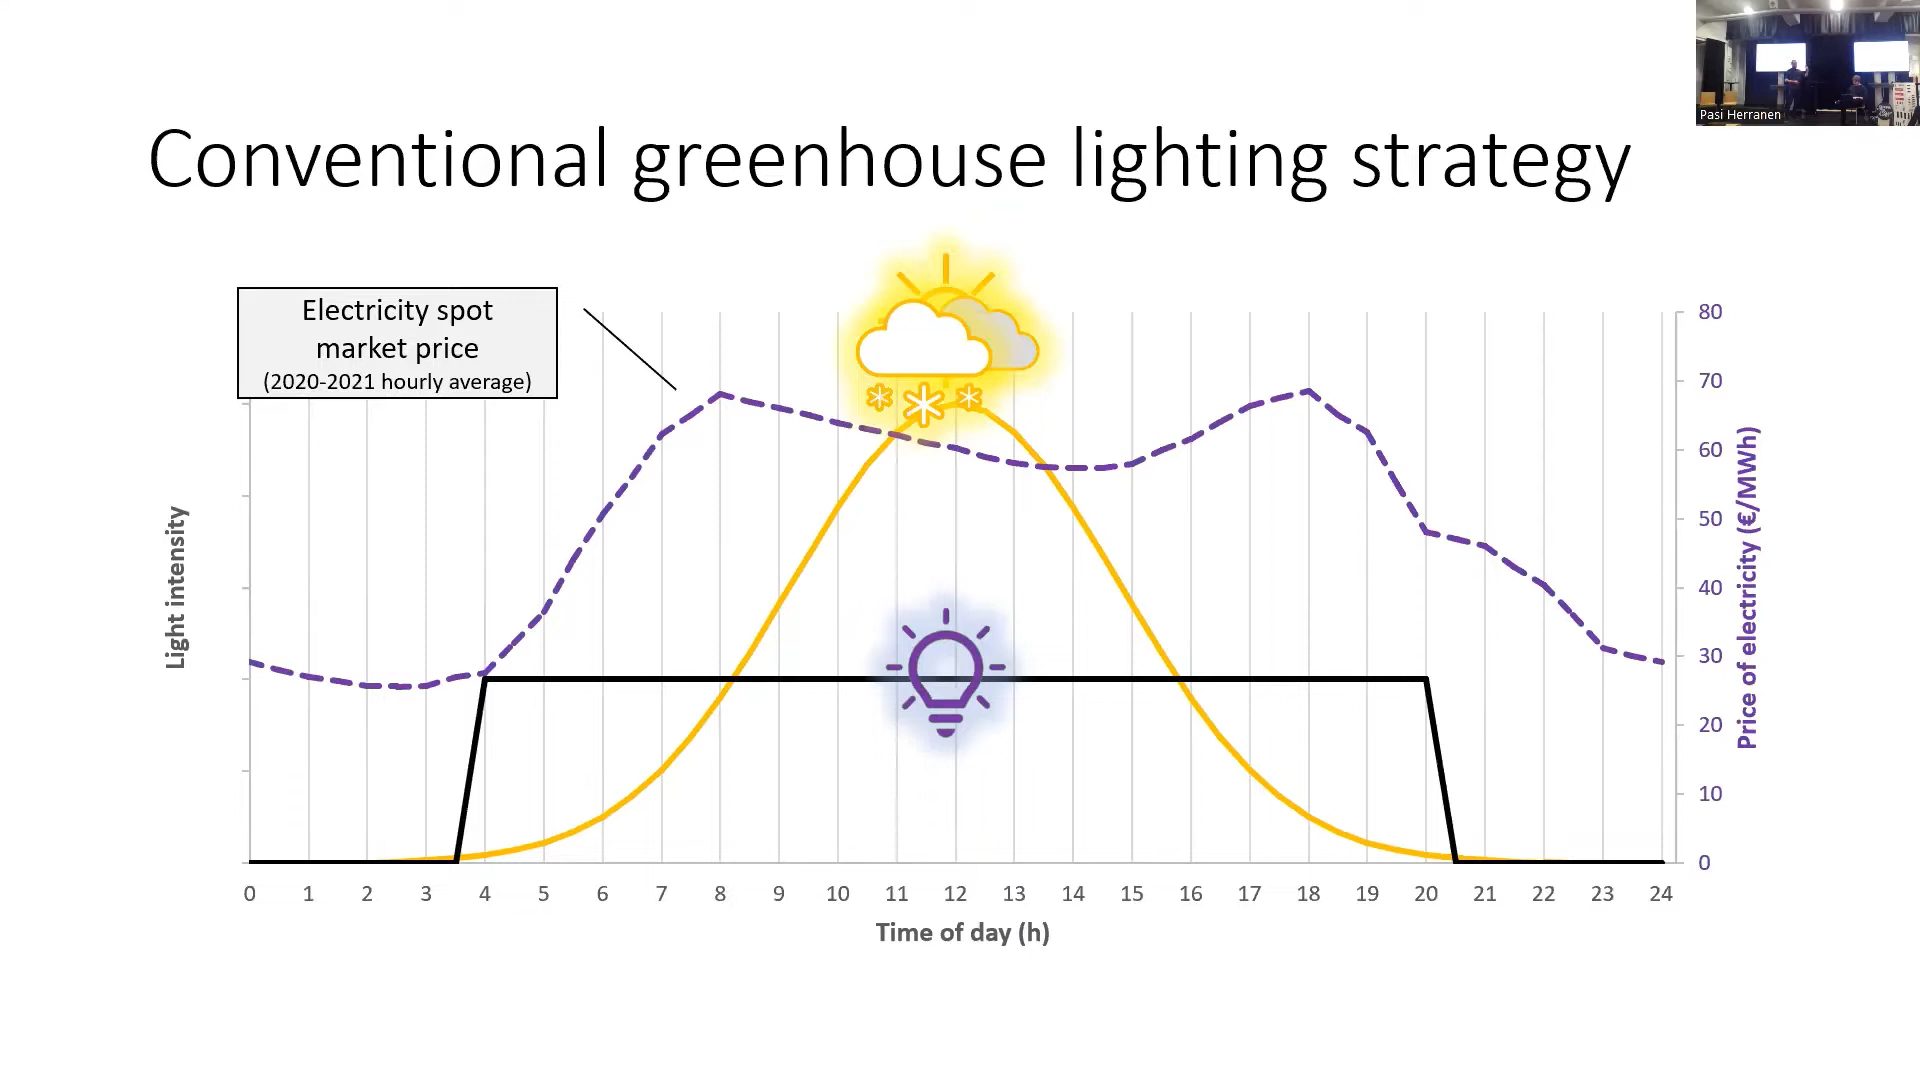 Pasi Herranen
Conventional greenhouse lighting strategy
Electricity spot
market price
(2020-2021 hourly average)
Light intensity
80
70
60
50
40
30
20
10
0
Price of electricity (€/MWh)
0 1 2 3 4 5 6 7 8 9 10 11 12 13 14 15 16 17 18 19 20 21 22 23 24
Time of day (h)